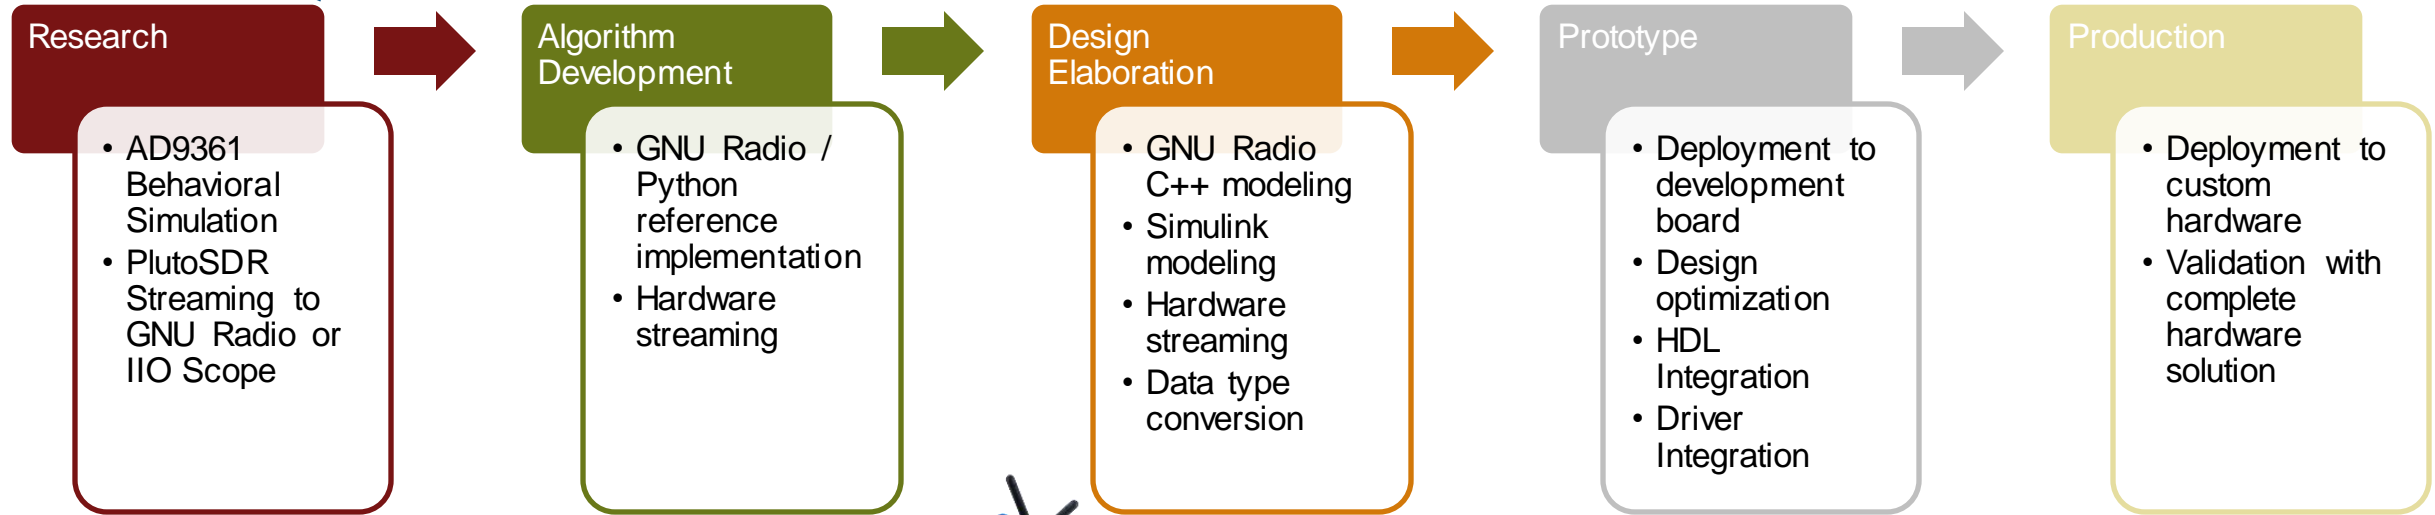 Research
• AD9361
Behavioral
Simulation
• PlutoSDR
Streaming to
GNU Radio or
IIO Scope
Algorithm
Development
• GNU Radio /
Python
reference
implementation
• Hardware
streaming
Design
Elaboration
• GNU Radio
C++ modeling
• Simulink
modeling
• Hardware
streaming
• Data type
conversion
Prototype
• Deployment to
development
board
• Design
optimization
• HDL
Integration
• Driver
Integration
Production
• Deployment to
custom
hardware
• Validation with
complete
hardware
solution